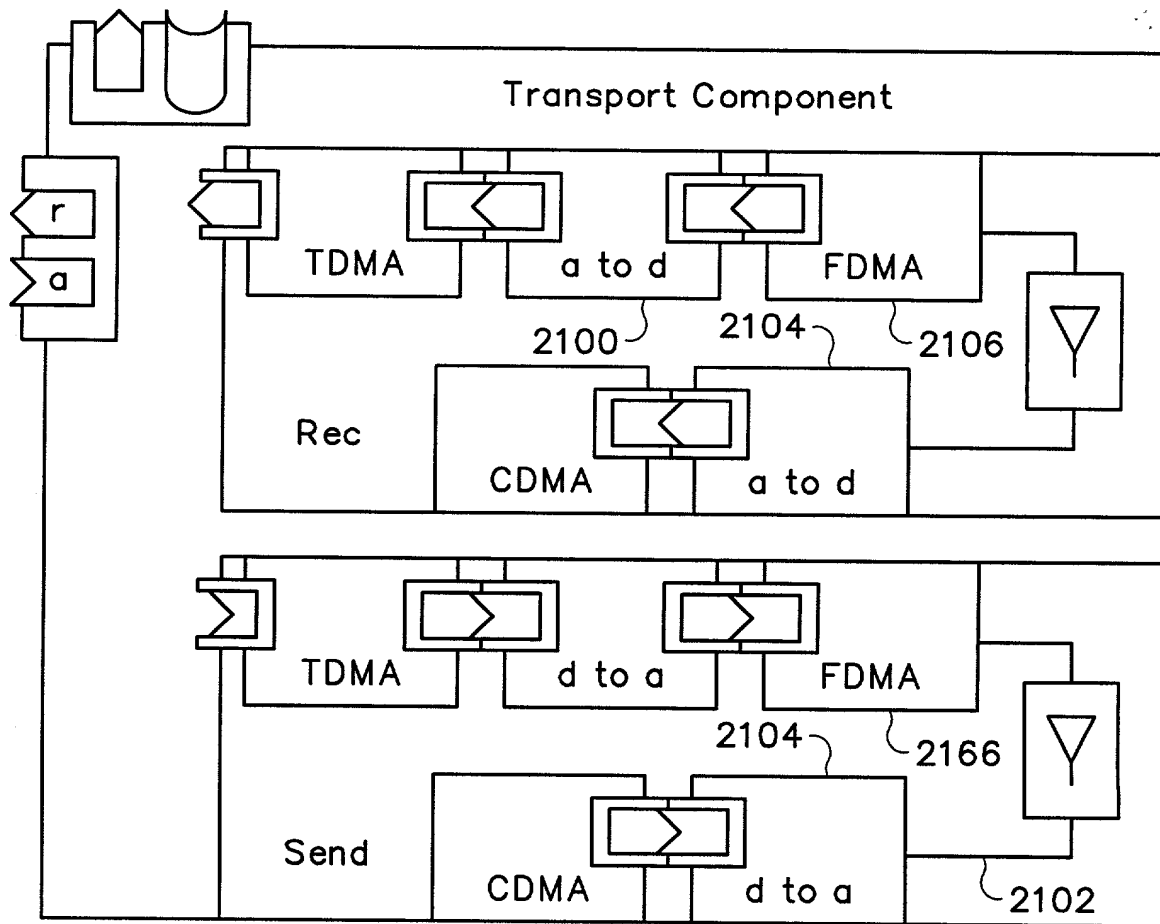 Transport Component
r
a
TDMA
a to d
FDMA
2100
2104
2106
Rec
CDMA
a to d
TDMA
d to a
FDMA
2104
2166
Send
CDMA
d to a
2102